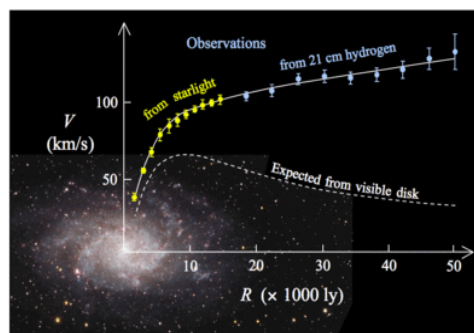 Observations
from 21 cm hydrogen
from starlight
100
V
(km/s)
50
Expected from visible disk
10
20
30
40
50
R (× 1000 ly)